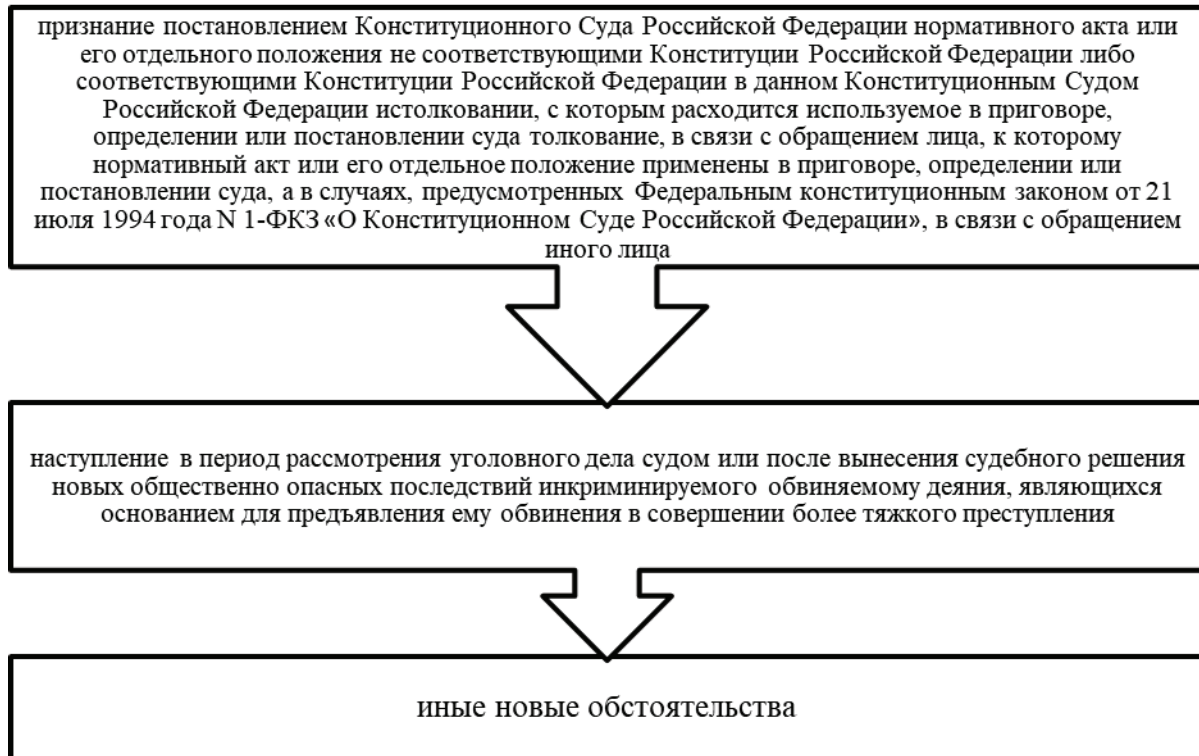 признание постановлением Конституционного Суда Российской Федерации нормативного акта или
его отдельного положения не соответствующими Конституции Российской Федерации либо
соответствующими Конституции Российской Федерации в данном Конституционным Судом
Российской Федерации истолковании, с которым расходится используемое в приговоре,
определении или постановлении суда толкование, в связи с обращением лица, к которому
нормативный акт или его отдельное положение применены в приговоре, определении или
постановлении суда, а в случаях, предусмотренных Федеральным конституционным законом от 21
июля 1994 года N 1-ФКЗ «О Конституционном Суде Российской Федерации», в связи с обращением
иного лица
наступление в период рассмотрения уголовного дела судом или после вынесения судебного решения
новых общественно опасных последствий инкриминируемого обвиняемому деяния, являющихся
основанием для предъявления ему обвинения в совершении более тяжкого преступления
иные новые обстоятельства